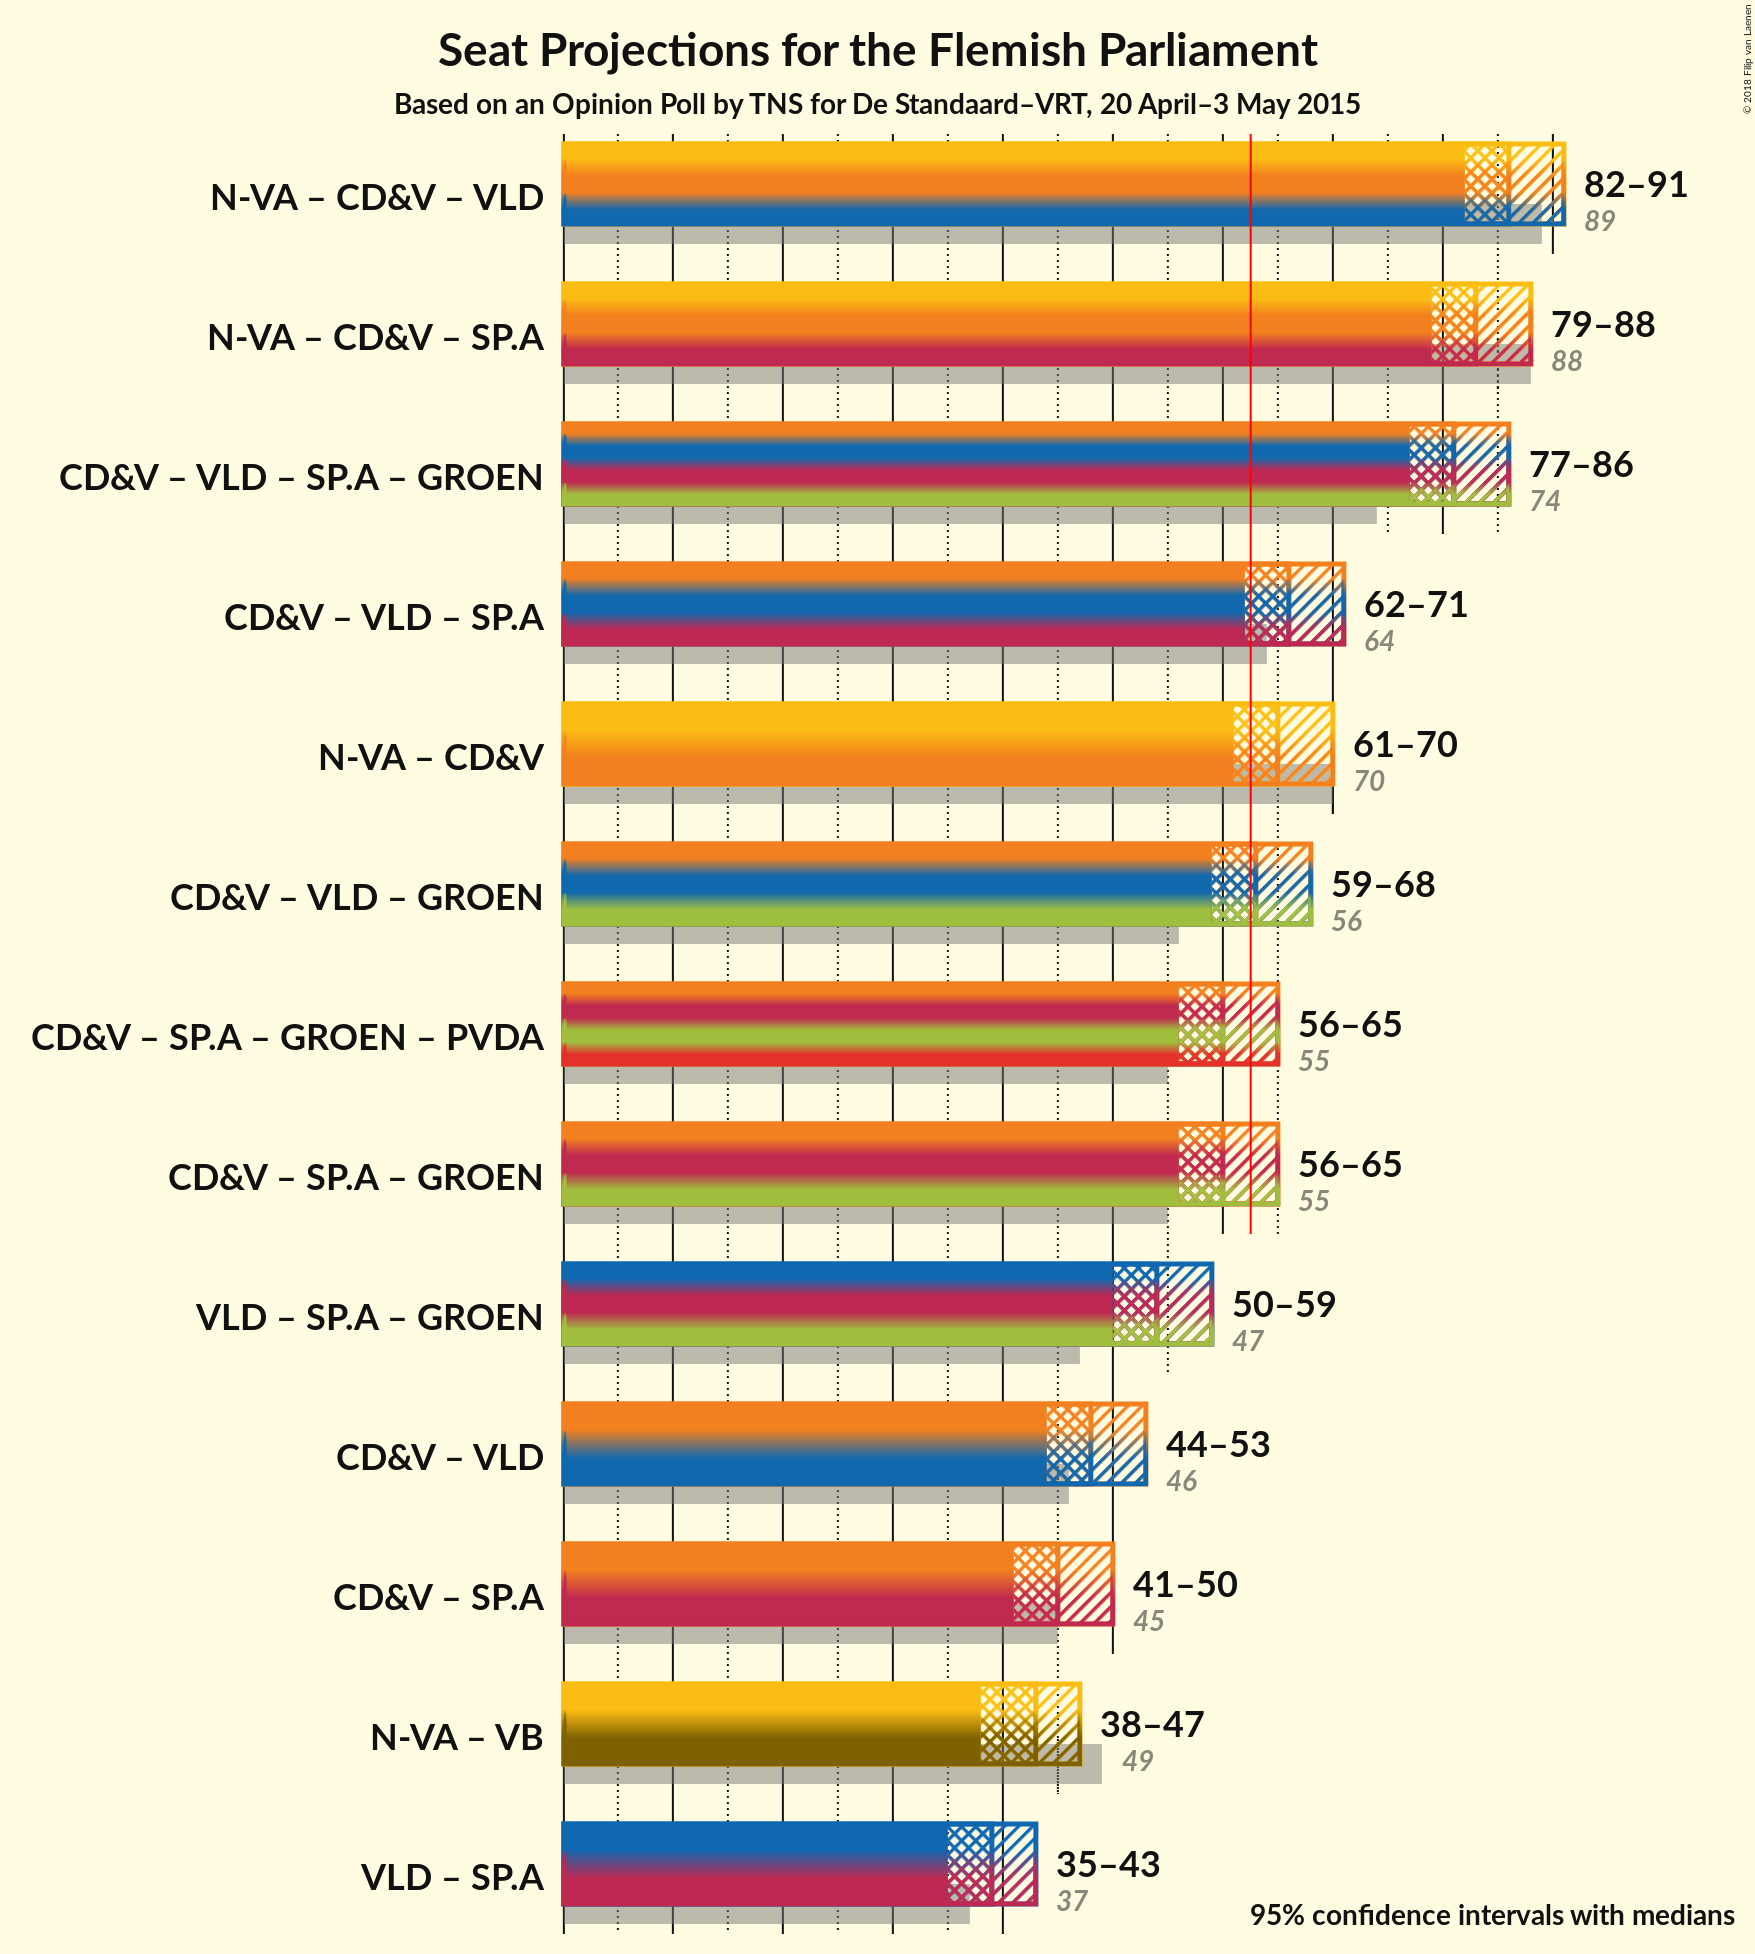 Seat Projections for the Flemish Parliament
Based on an Opinion Poll by TNS for De Standaard–VRT, 20 April–3 May 2015
© 2018 Filip van Laenen
N-VA – CD&V – VLD
82–91
89
N-VA – CD&V – SP.A
79–88
88
CD&V – VLD – SP.A – GROEN
77–86
74
CD&V – VLD – SP.A
62–71
64
N-VA – CD&V
61–70
70
CD&V – VLD – GROEN
59–68
56
CD&V – SP.A – GROEN – PVDA
56–65
55
CD&V – SP.A – GROEN
56–65
55
VLD – SP.A – GROEN
50–59
47
CD&V – VLD
44–53
46
CD&V – SP.A
41–50
45
N-VA – VB
38–47
49
VLD – SP.A
35–43
37
95% confidence intervals with medians